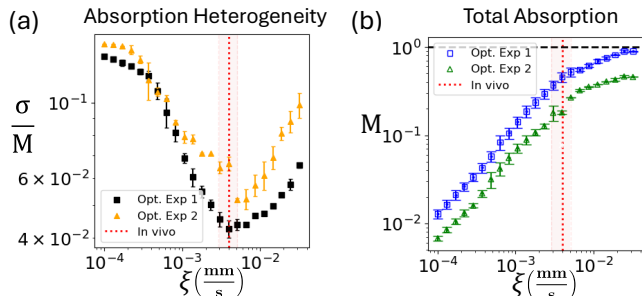 (a) Absorption Heterogeneity
σ/M
10⁻¹
6 × 10⁻²
4 × 10⁻²
Opt. Exp 1
Opt. Exp 2
In vivo
10⁻⁴ 10⁻³ 10⁻²
ξ(mm/s)
(b) Total Absorption
M
10⁰
10⁻¹
10⁻²
Opt. Exp 1
Opt. Exp 2
In vivo
10⁻⁴ 10⁻³ 10⁻²
ξ(mm/s)